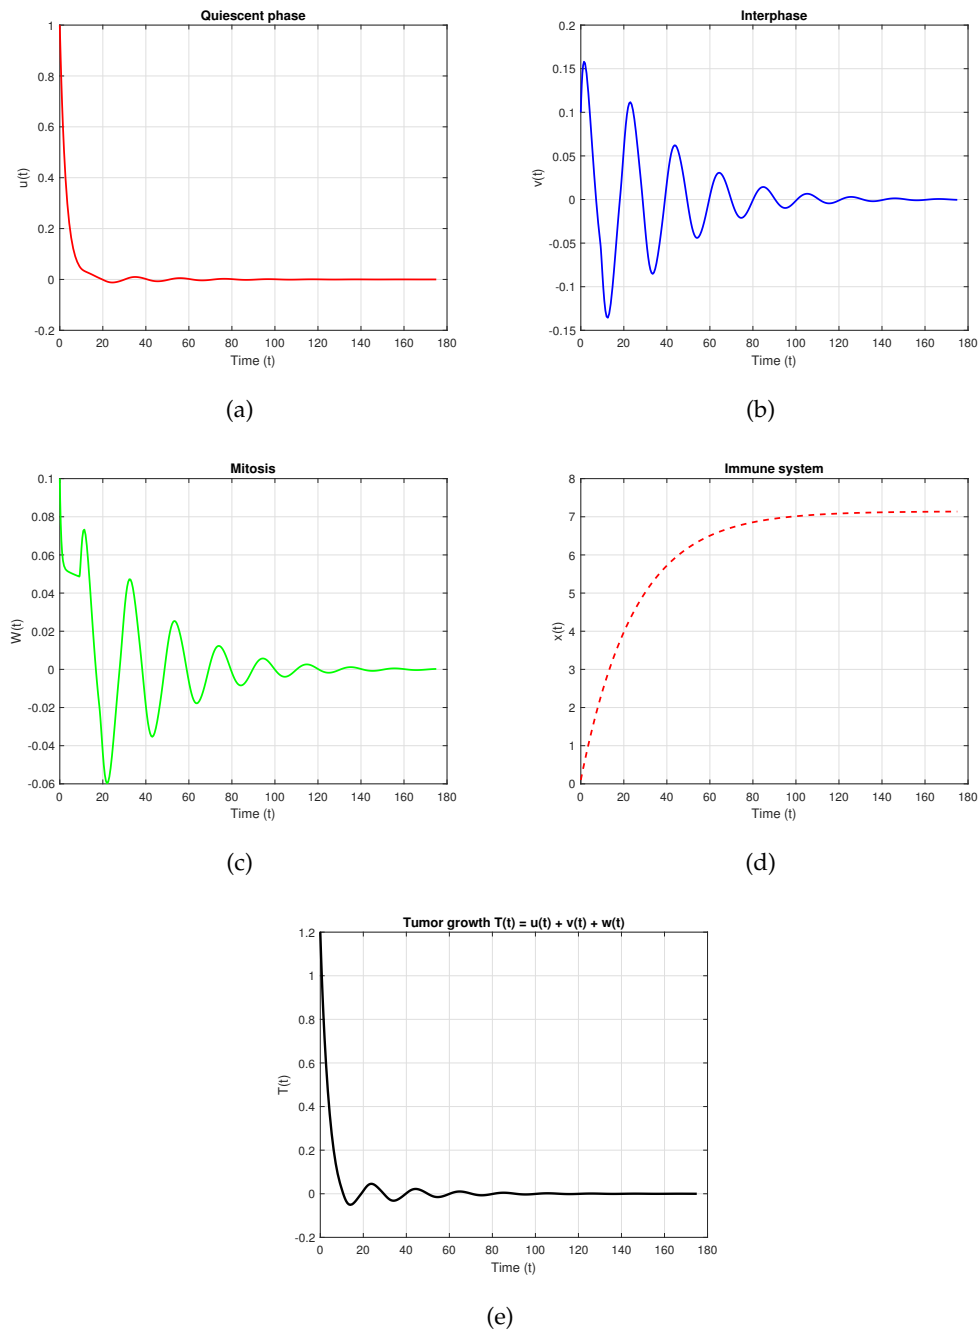 Quiescent phase
1
0.8
0.6
0.4
0.2
0
-0.2
u(t)
0 20 40 60 80 100 120 140 160 180
Time (t)
(a)
Interphase
0.2
0.15
0.1
0.05
0
-0.05
-0.1
-0.15
v(t)
0 20 40 60 80 100 120 140 160 180
Time (t)
(b)
Mitosis
0.1
0.08
0.06
0.04
0.02
0
-0.02
-0.04
-0.06
W(t)
0 20 40 60 80 100 120 140 160 180
Time (t)
(c)
Immune system
8
7
6
5
4
3
2
1
0
x(t)
0 20 40 60 80 100 120 140 160 180
Time (t)
(d)
Tumor growth T(t) = u(t) + v(t) + w(t)
1.2
1
0.8
0.6
0.4
0.2
0
-0.2
T(t)
0 20 40 60 80 100 120 140 160 180
Time (t)
(e)